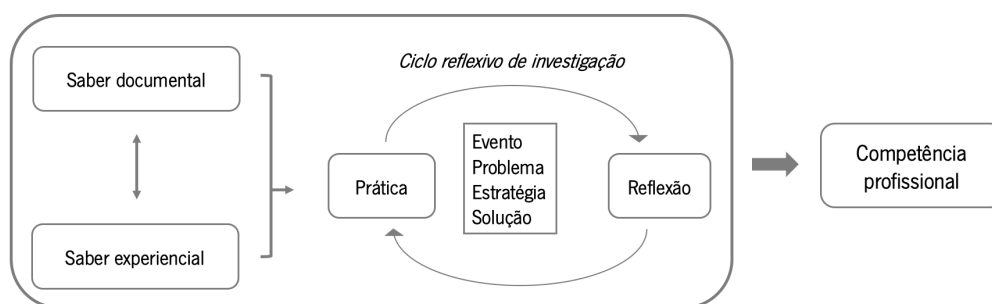 Saber documental
Saber experiencial
Ciclo reflexivo de investigação
Prática
Evento
Problema
Estratégia
Solução
Reflexão
Competência
profissional